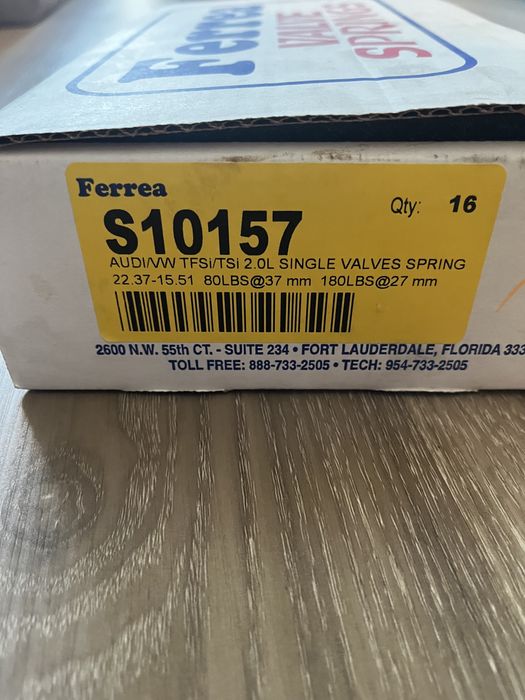 Ferrea
VALVE
SPRING
Ferrea
S10157
Qty: 16
AUDI/VW TFSi/TSi 2.0L SINGLE VALVES SPRING
22.37-15.51 80LBS@37 mm 180LBS@27 mm
2600 N.W. 55th CT. - SUITE 234 • FORT LAUDERDALE, FLORIDA 333
TOLL FREE: 888-733-2505 • TECH: 954-733-2505